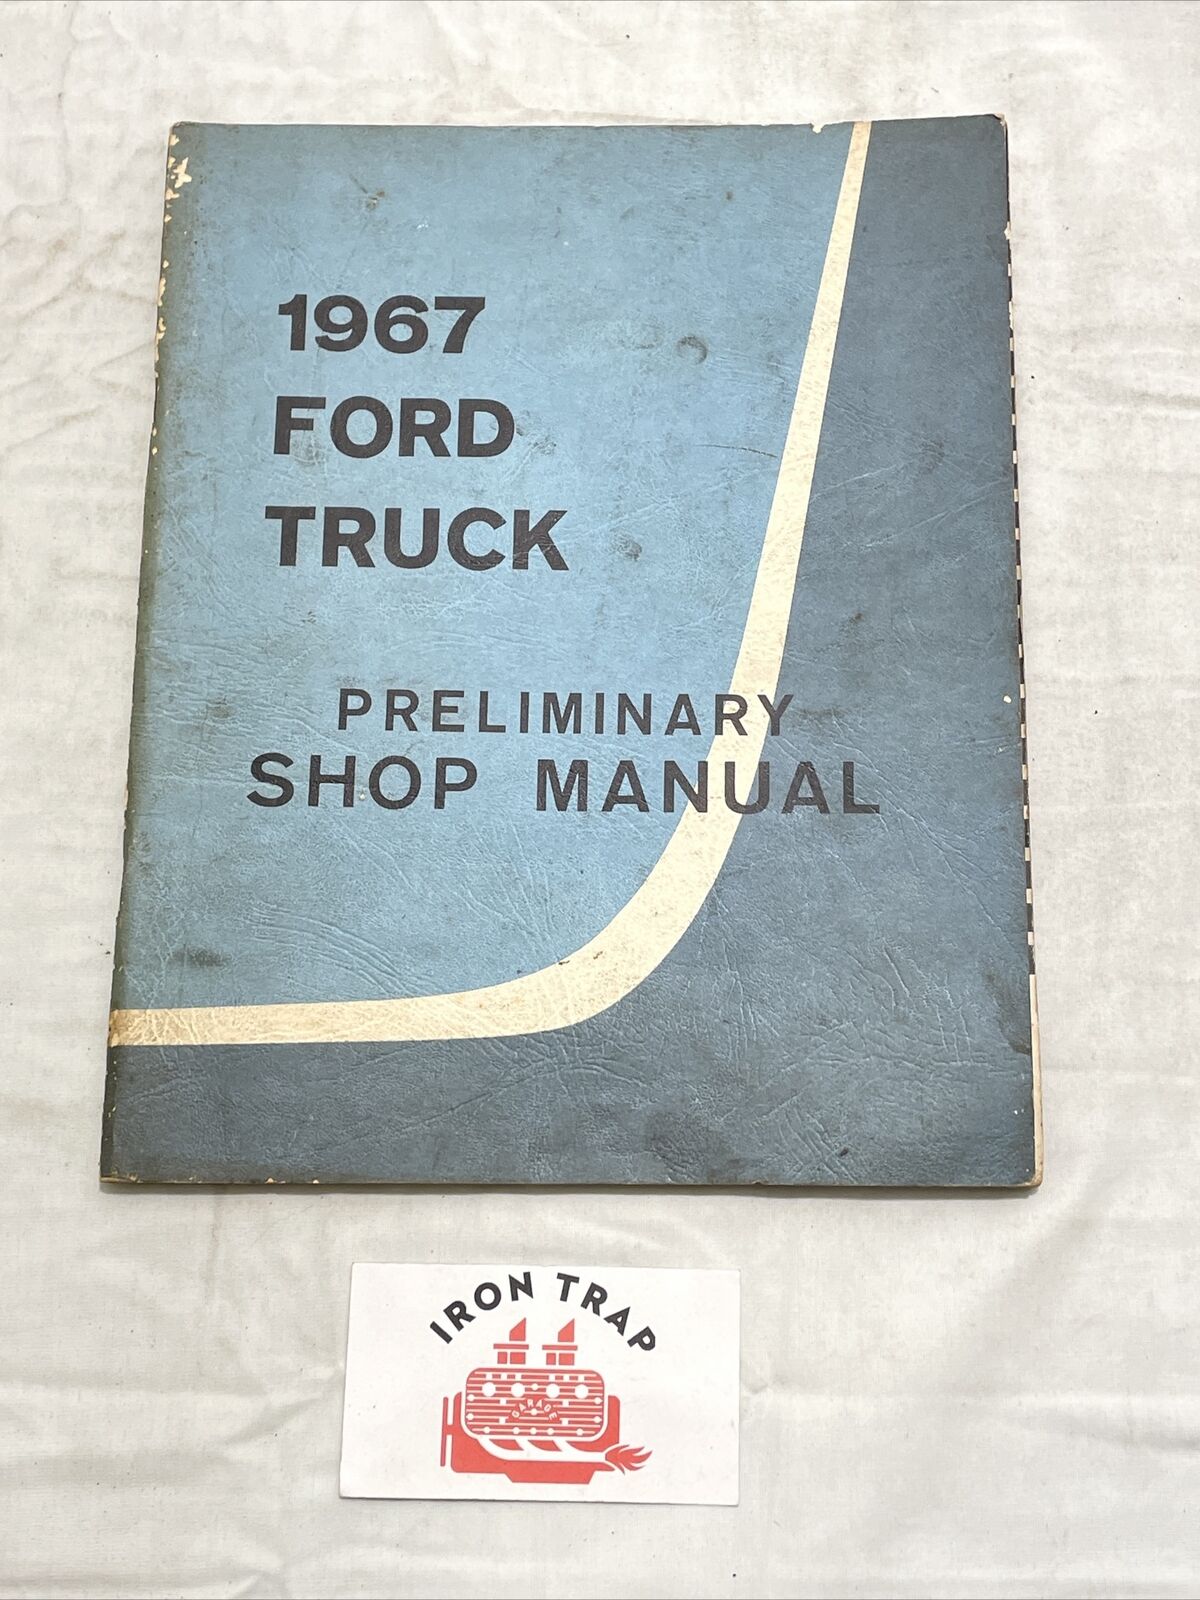 1967
FORD
TRUCK
PRELIMINARY
SHOP MANUAL
IRON TRAP
GARAGE